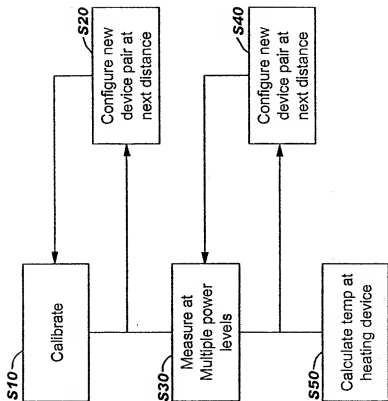 S10
Calibrate
S20
Configure new
device pair at
next distance
S30
Measure at
Multiple power
levels
S40
Configure new
device pair at
next distance
S50
Calculate temp at
heating device